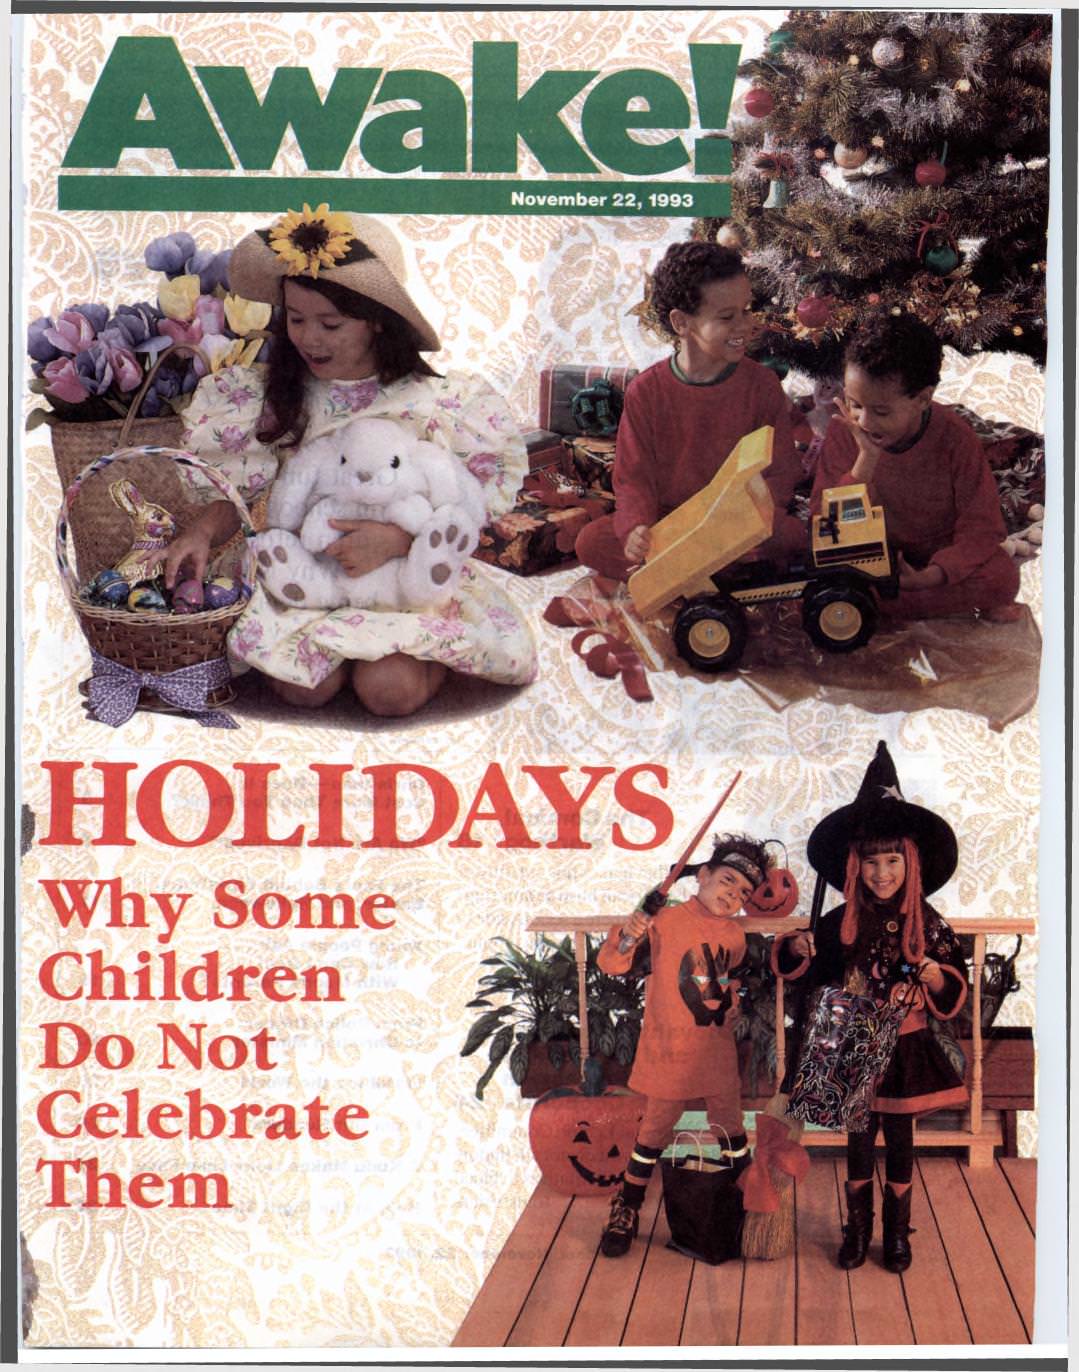 Awake!
November 22, 1993
HOLIDAYS
Why Some
Children
Do Not
Celebrate
Them